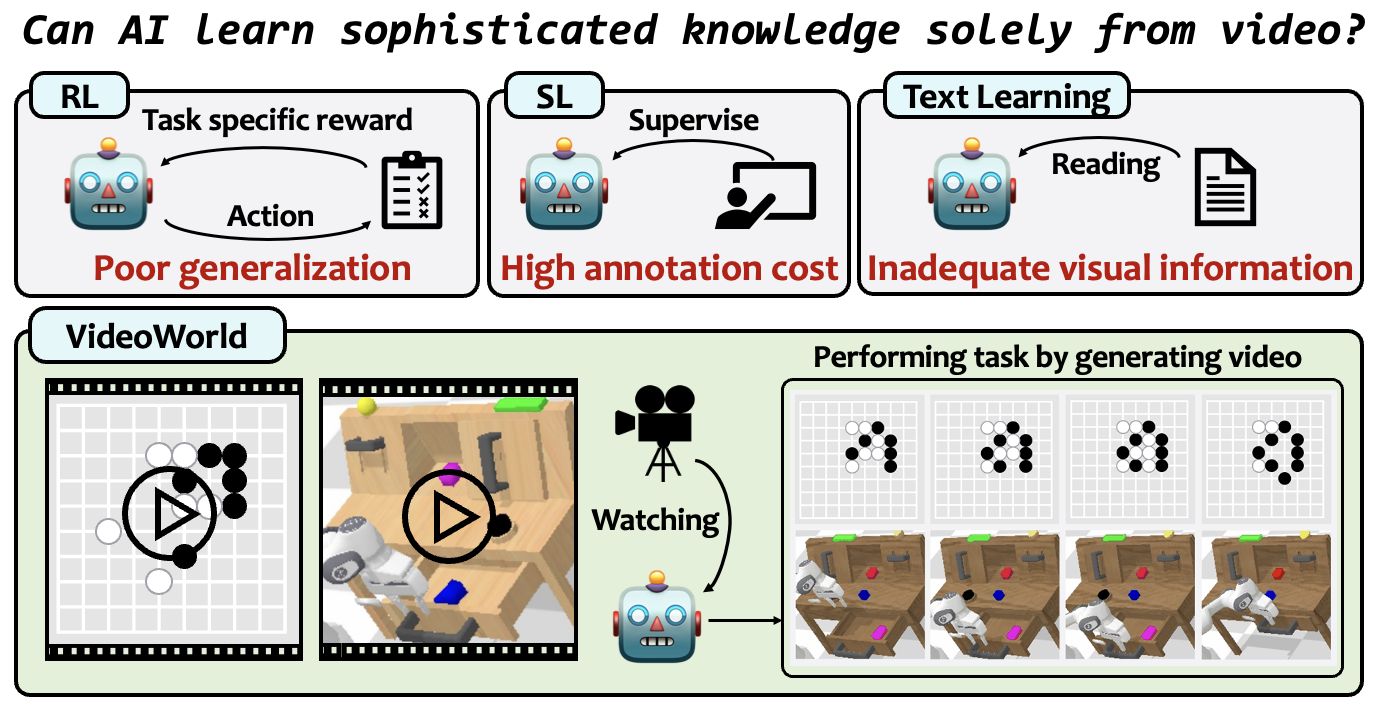 Can AI learn sophisticated knowledge solely from video?
RL
Task specific reward
Action
Poor generalization
SL
Supervise
High annotation cost
Text Learning
Reading
Inadequate visual information
VideoWorld
Watching
Performing task by generating video